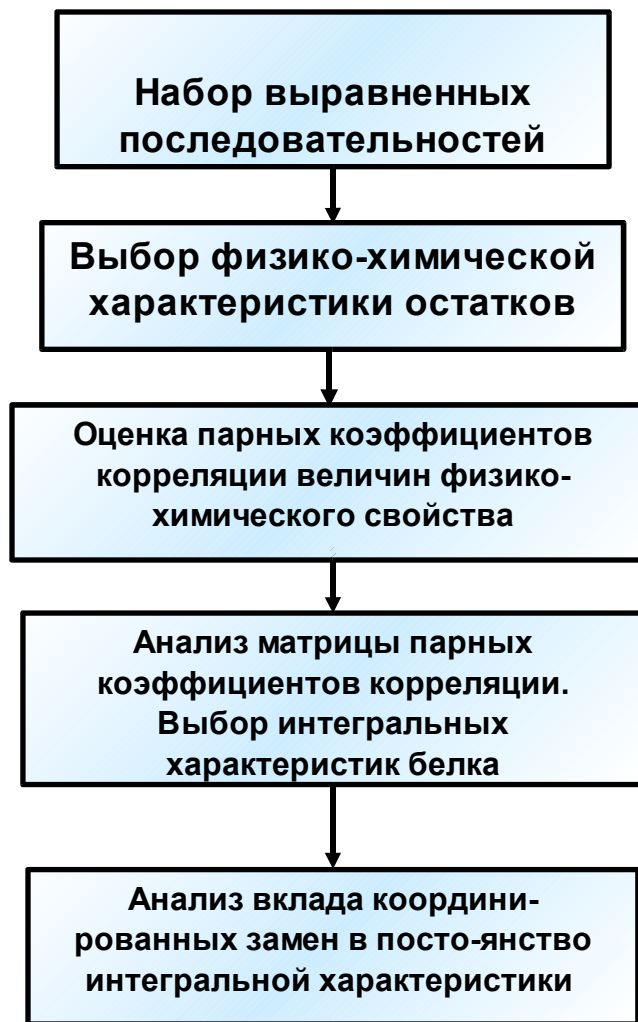 Набор выравненных
последовательностей
Выбор физико-химической
характеристики остатков
Оценка парных коэффициентов
корреляции величин физико-
химического свойства
Анализ матрицы парных
коэффициентов корреляции.
Выбор интегральных
характеристик белка
Анализ вклада координи-
рованных замен в посто-янство
интегральной характеристики